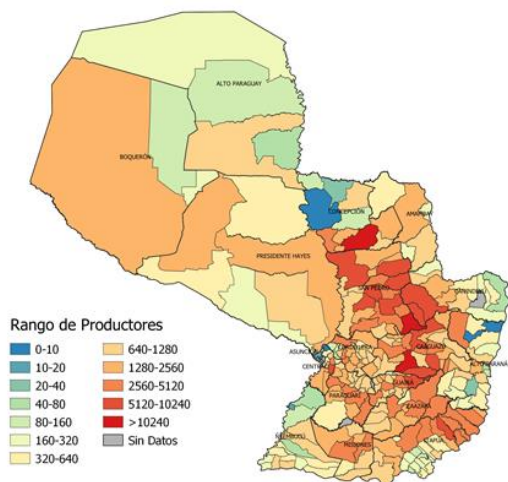 ALTO PARAGUAY
BOQUERÓN
CONCEPCIÓN
AMAMBAY
PRESIDENTE HAYES
SAN PEDRO
CANINDEYÚ
ASUNCIÓN
CORDILLERA
CENTRAL
CAAGUAZÚ
ALTO PARANÁ
GUAIRÁ
PARAGUARÍ
CAAZAPÁ
ÑEEMBUCÚ
MISIONES
ITAPÚA
Rango de Productores
0-10
10-20
20-40
40-80
80-160
160-320
320-640
640-1280
1280-2560
2560-5120
5120-10240
>10240
Sin Datos